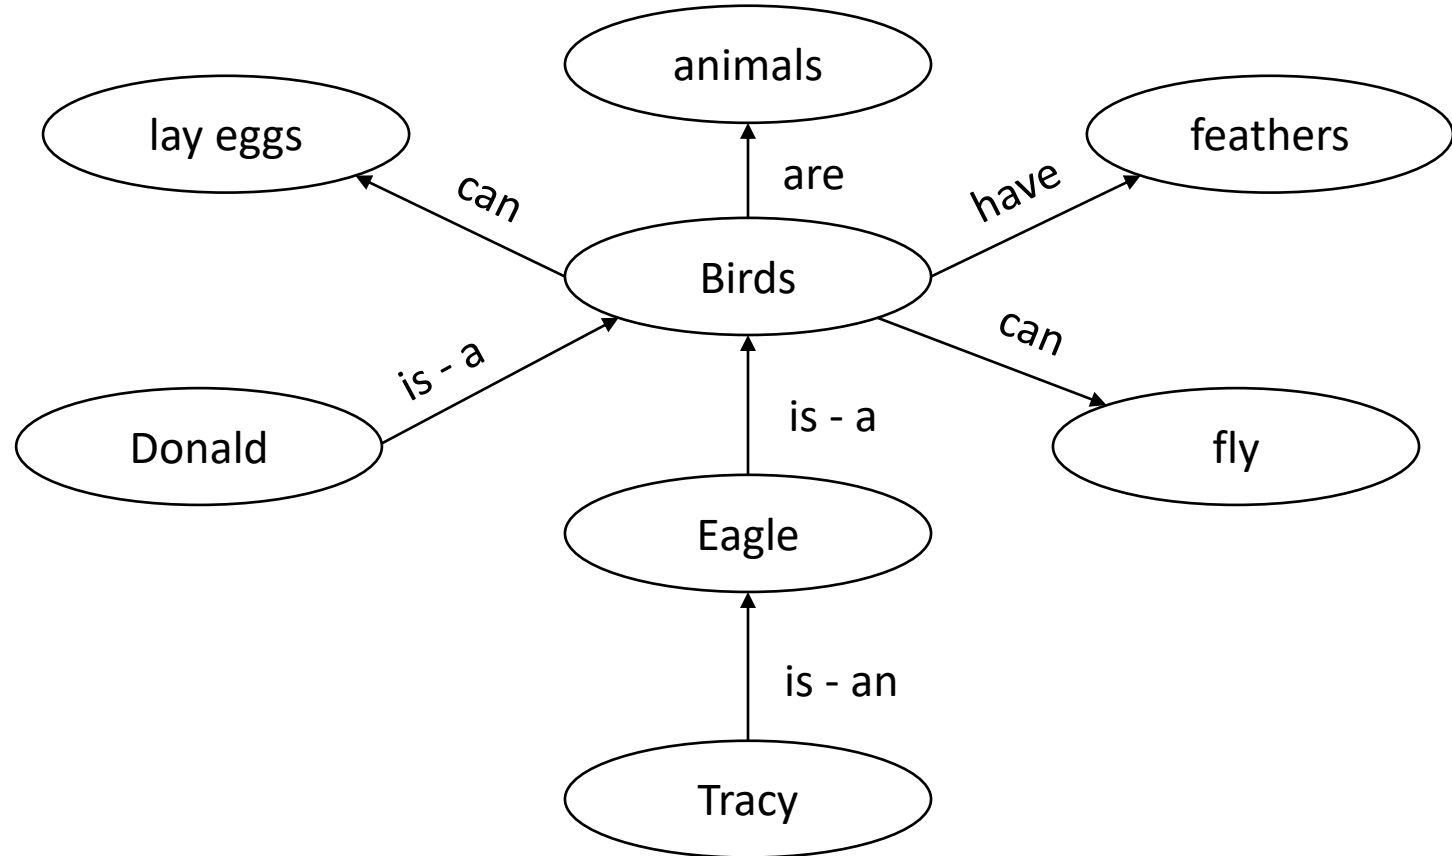 animals
lay eggs
feathers
can
are
have
Birds
can
is - a
is - a
Donald
fly
Eagle
is - an
Tracy